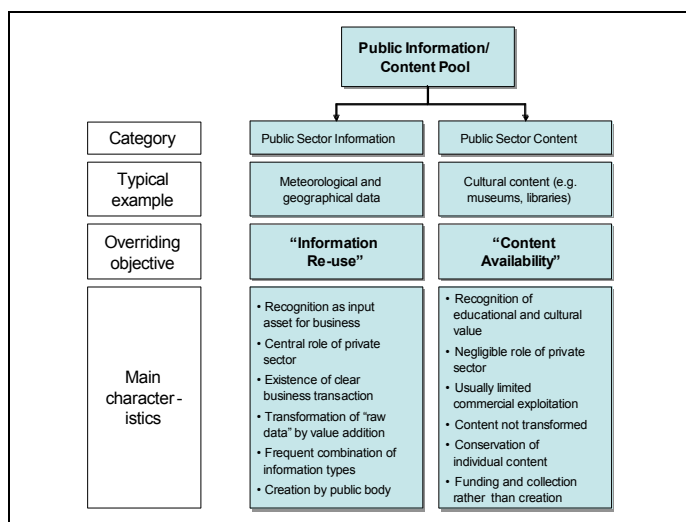 Public Information/
Content Pool
Category
Public Sector Information
Public Sector Content
Typical
example
Meteorological and
geographical data
Cultural content (e.g.
museums, libraries)
Overriding
objective
“Information
Re-use”
“Content
Availability”
Main
character-
istics
• Recognition as input
asset for business
• Central role of private
sector
• Existence of clear
business transaction
• Transformation of “raw
data” by value addition
• Frequent combination of
information types
• Creation by public body
• Recognition of
educational and cultural
value
• Negligible role of private
sector
• Usually limited
commercial exploitation
• Content not transformed
• Conservation of
individual content
• Funding and collection
rather than creation